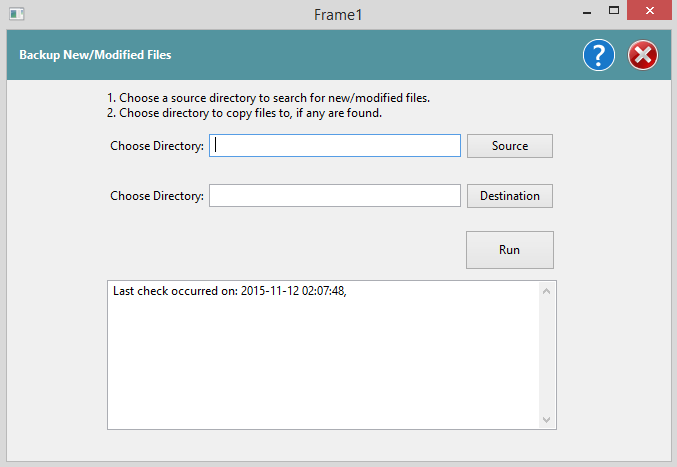 Frame1
Backup New/Modified Files
?
1. Choose a source directory to search for new/modified files.
2. Choose directory to copy files to, if any are found.
Choose Directory: Source
Choose Directory: Destination
Run
Last check occurred on: 2015-11-12 02:07:48,